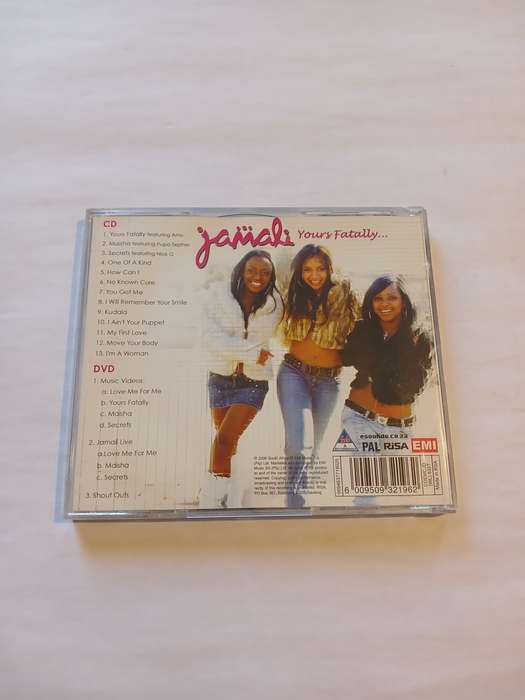 CD
1. Yours Fatally featuring Amu
2. Maisha featuring Pupa Sesher
3. Secrets featuring Nick G
4. One Of A Kind
5. How Can I
6. No Known Cure
7. You Got Me
8. I Will Remember Your Smile
9. Kudala
10. I Ain't Your Puppet
11. My First Love
12. Move Your Body
13. I'm A Woman
DVD
1. Music Videos:
a. Love Me For Me
b. Yours Fatally
c. Maisha
d. Secrets
2. Jamali Live
a. Love Me For Me
b. Maisha
c. Secrets
3. Shout Outs
jamali Yours Fatally...
PAL RiSA EMI
6 009509 321962